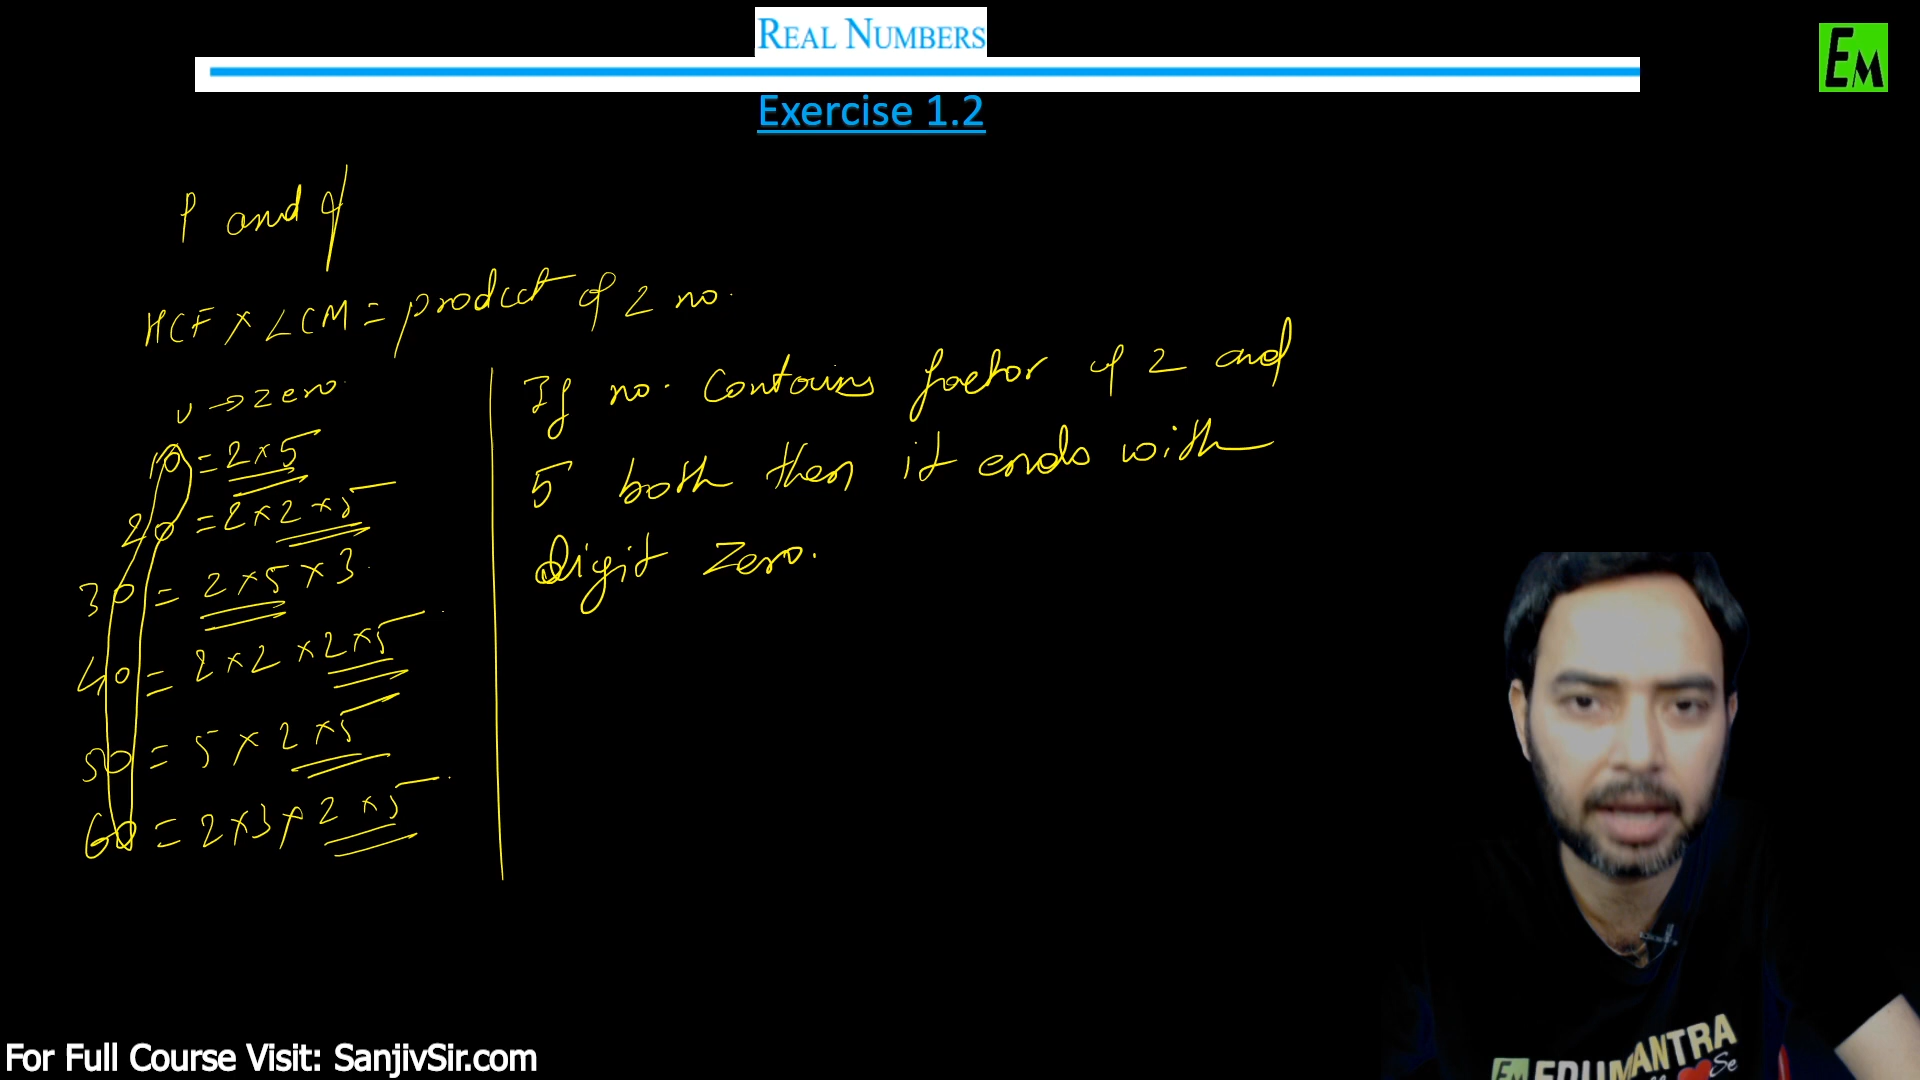 REAL NUMBERS
EM
Exercise 1.2
P and q
HCF × LCM = product of 2 no.
→ zero
10 = 2 × 5
20 = 2 × 2 × 5
30 = 2 × 5 × 3
40 = 2 × 2 × 2 × 5
50 = 5 × 2 × 5
60 = 2 × 3 × 2 × 5
If no. contains factor of 2 and
5 both then it ends with
digit zero.
EM EDUMANTRA
Se
For Full Course Visit: SanjivSir.com